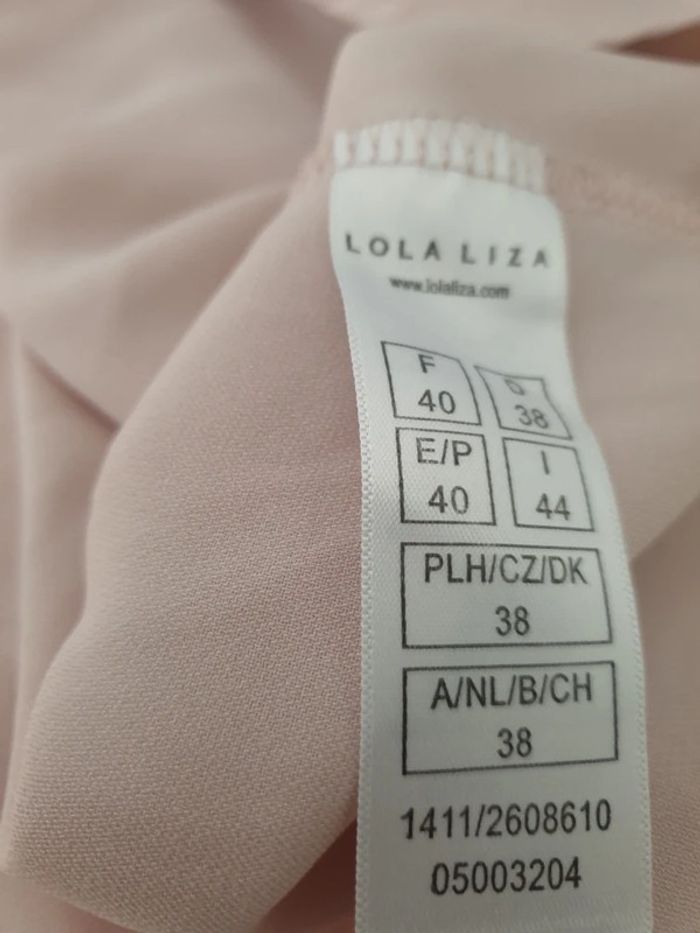 LOLA LIZA
www.lolaliza.com
F D
40 38
E/P I
40 44
PLH/CZ/DK
38
A/NL/B/CH
38
1411/2608610
05003204